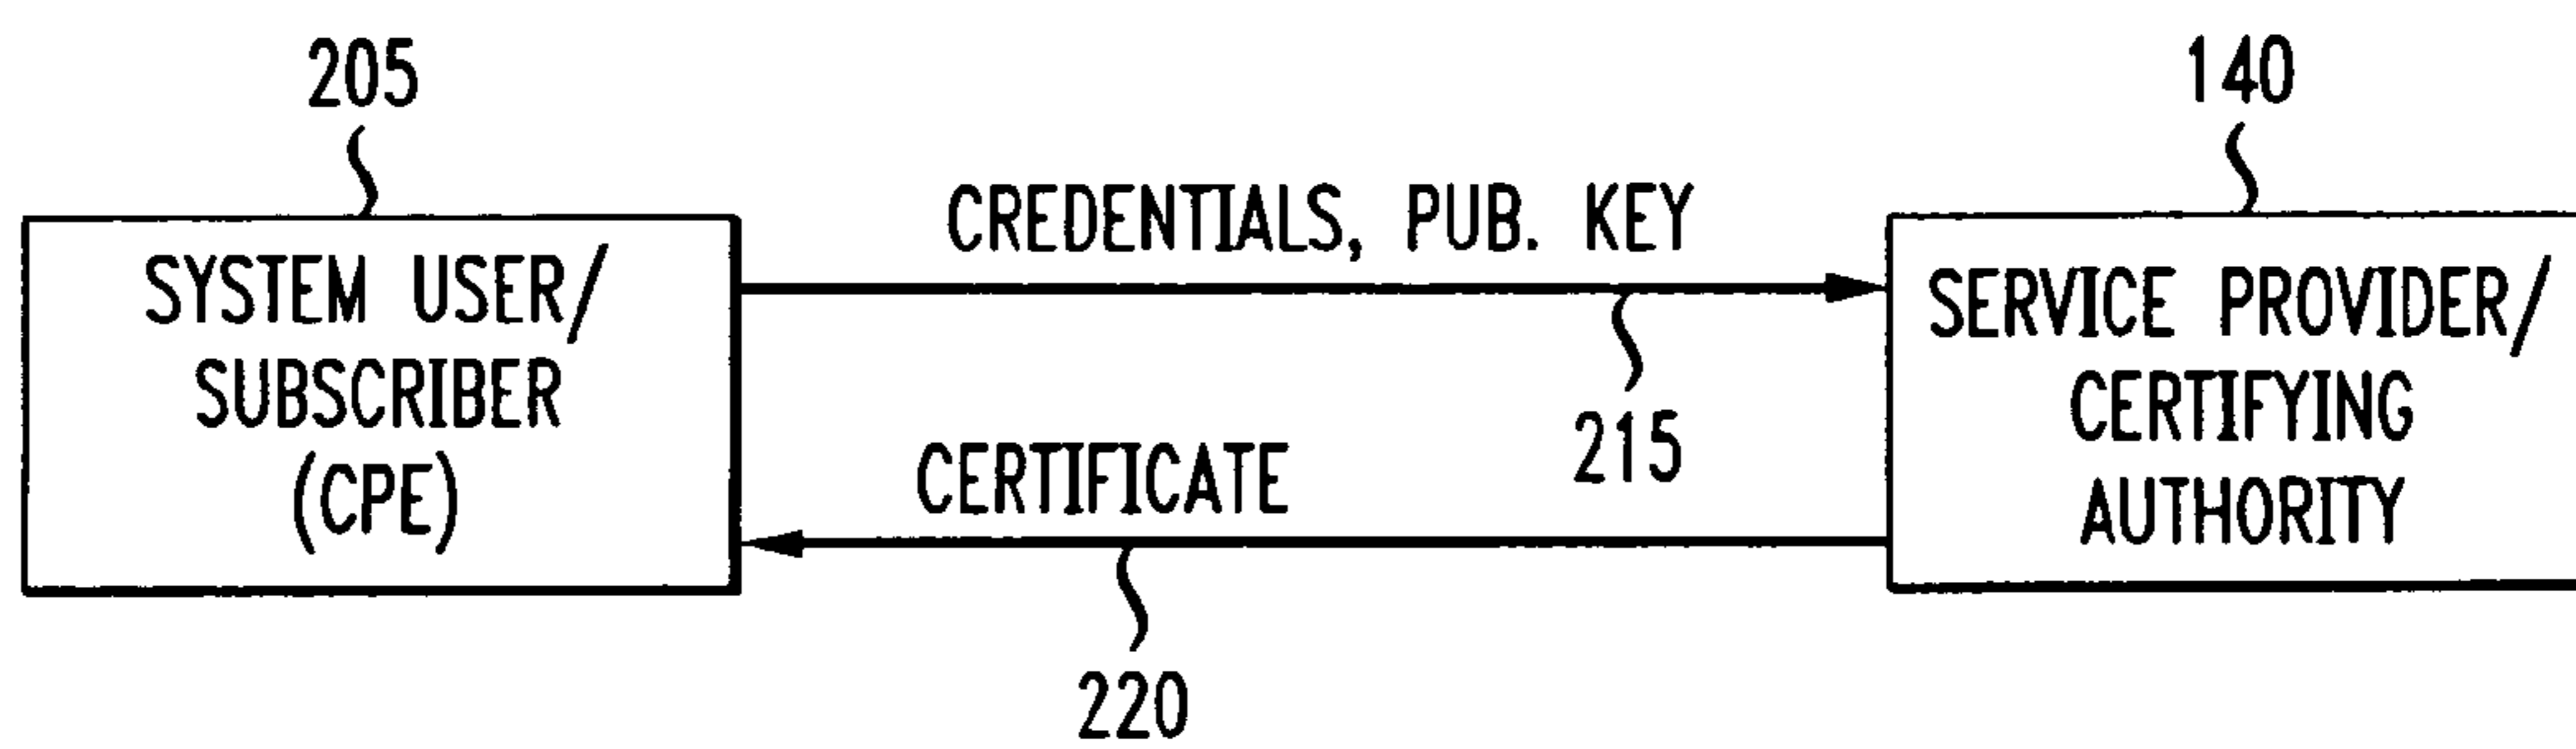 205
140
CREDENTIALS, PUB. KEY
SYSTEM USER/
SUBSCRIBER
(CPE)
SERVICE PROVIDER/
CERTIFYING
AUTHORITY
215
CERTIFICATE
220